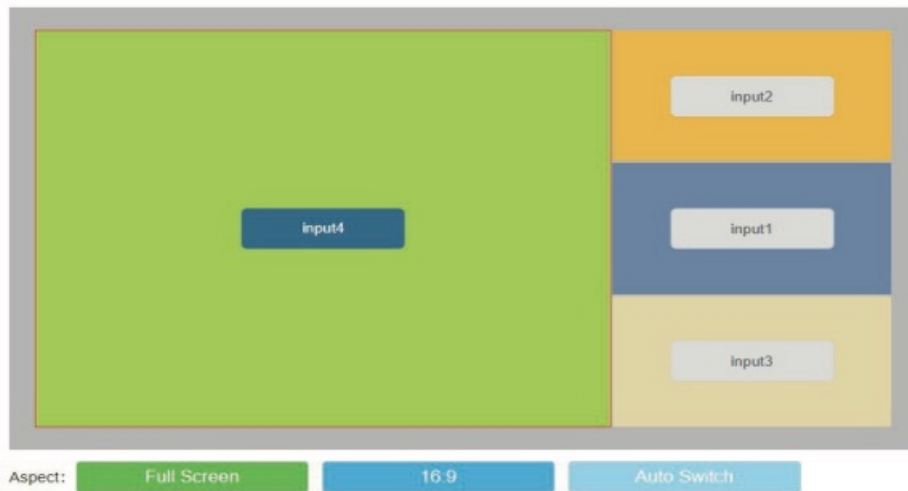 input2
input4
input1
input3
Aspect: Full Screen 16:9 Auto Switch